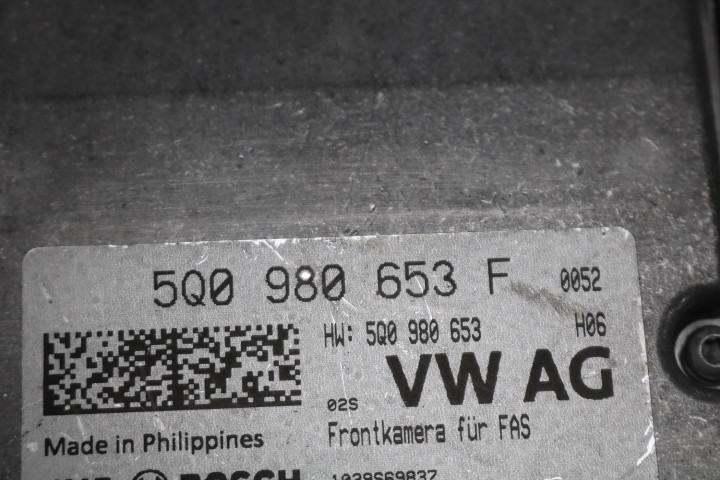 5Q0 980 653 F 0052
HW: 5Q0 980 653 H06
VW AG
02S
Made in Philippines
Frontkamera für FAS
BOSCH